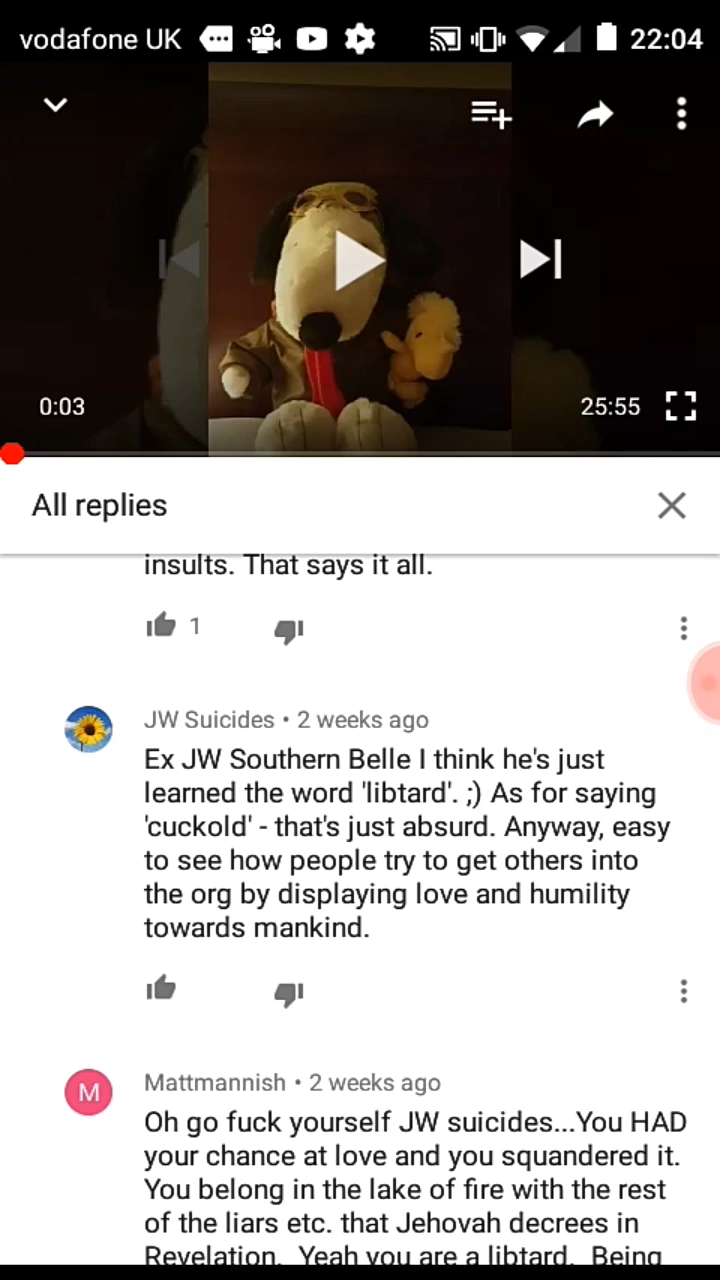 vodafone UK
22:04
0:03
25:55
All replies
insults. That says it all.
1
JW Suicides • 2 weeks ago
Ex JW Southern Belle I think he's just
learned the word 'libtard'. ;) As for saying
'cuckold' - that's just absurd. Anyway, easy
to see how people try to get others into
the org by displaying love and humility
towards mankind.
M
Mattmannish • 2 weeks ago
Oh go fuck yourself JW suicides...You HAD
your chance at love and you squandered it.
You belong in the lake of fire with the rest
of the liars etc. that Jehovah decrees in
Revelation. Yeah you are a libtard. Being